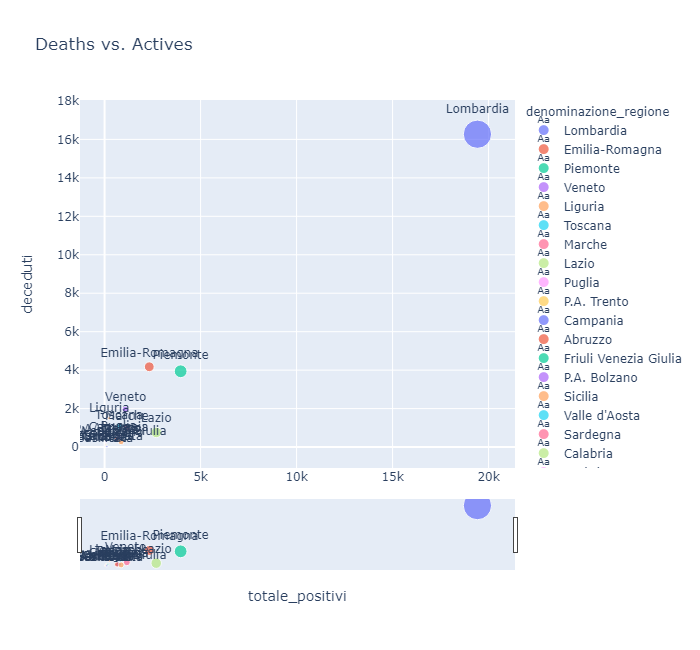 Deaths vs. Actives
18k
16k
14k
12k
10k
8k
6k
4k
2k
0
deceduti
Lombardia
Emilia-Romagna
Piemonte
Veneto
Liguria
Toscana
Lazio
0
5k
10k
15k
20k
Piemonte
Emilia-Romagna
Veneto
totale_positivi
denominazione_regione
Aa
Lombardia
Aa
Emilia-Romagna
Aa
Piemonte
Aa
Veneto
Aa
Liguria
Aa
Toscana
Aa
Marche
Aa
Lazio
Aa
Puglia
Aa
P.A. Trento
Aa
Campania
Aa
Abruzzo
Aa
Friuli Venezia Giulia
Aa
P.A. Bolzano
Aa
Sicilia
Aa
Valle d'Aosta
Aa
Sardegna
Aa
Calabria
Aa